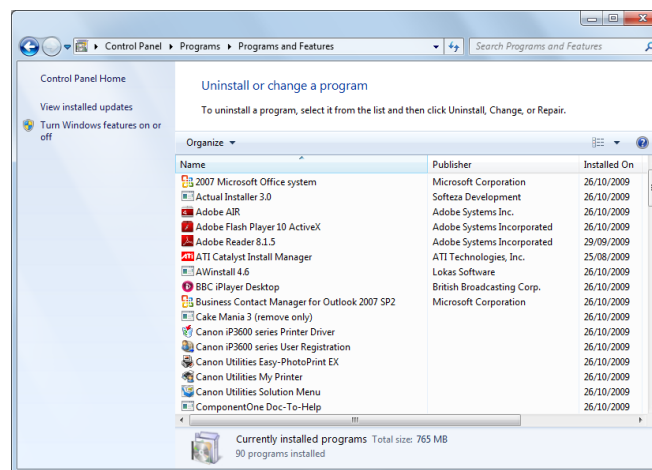 Control Panel ▸ Programs ▸ Programs and Features
Search Programs and Features
Control Panel Home
View installed updates
Turn Windows features on or
off
Uninstall or change a program
To uninstall a program, select it from the list and then click Uninstall, Change, or Repair.
Organize
Name Publisher Installed On
2007 Microsoft Office system Microsoft Corporation 26/10/2009
Actual Installer 3.0 Softeza Development 26/10/2009
Adobe AIR Adobe Systems Inc. 26/10/2009
Adobe Flash Player 10 ActiveX Adobe Systems Incorporated 26/10/2009
Adobe Reader 8.1.5 Adobe Systems Incorporated 29/09/2009
ATI Catalyst Install Manager ATI Technologies, Inc. 25/08/2009
AWinstall 4.6 Lokas Software 26/10/2009
BBC iPlayer Desktop British Broadcasting Corp. 26/10/2009
Business Contact Manager for Outlook 2007 SP2 Microsoft Corporation 26/10/2009
Cake Mania 3 (remove only) 26/10/2009
Canon iP3600 series Printer Driver 26/10/2009
Canon iP3600 series User Registration 26/10/2009
Canon Utilities Easy-PhotoPrint EX 26/10/2009
Canon Utilities My Printer 26/10/2009
Canon Utilities Solution Menu 26/10/2009
ComponentOne Doc-To-Help 26/10/2009
Currently installed programs Total size: 765 MB
90 programs installed